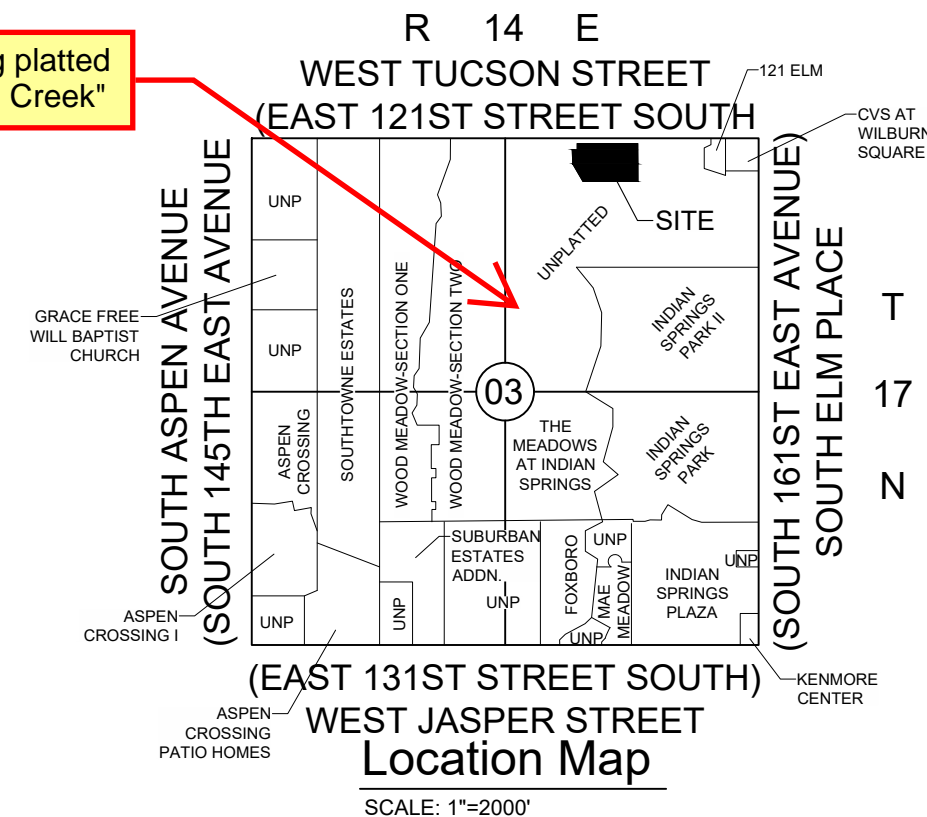 R 14 E
g platted
Creek"
WEST TUCSON STREET
(EAST 121ST STREET SOUTH
121 ELM
CVS AT
WILBURN
SQUARE
SOUTH ASPEN AVENUE
(SOUTH 145TH EAST AVENUE)
UNP
GRACE FREE
WILL BAPTIST
CHURCH
UNP
SOUTHTOWNE ESTATES
WOOD MEADOW-SECTION ONE
WOOD MEADOW-SECTION TWO
UNPLATTED
SITE
INDIAN
SPRINGS
PARK II
03
(SOUTH 161ST EAST AVENUE)
SOUTH ELM PLACE
T
17
N
ASPEN
CROSSING
THE
MEADOWS
AT INDIAN
SPRINGS
INDIAN
SPRINGS
PARK
SUBURBAN
ESTATES
ADDN.
UNP
FOXBORO
UNP
MAE
MEADOW
UNP
INDIAN
SPRINGS
PLAZA
UNP
UNP
UNP
ASPEN
CROSSING I
ASPEN
CROSSING
PATIO HOMES
KENMORE
CENTER
(EAST 131ST STREET SOUTH)
WEST JASPER STREET
Location Map
SCALE: 1"=2000'